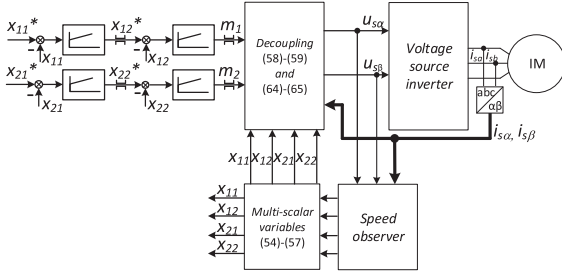 x11* x12* m1
x11 x12
x21* x22* m2
x21 x22
Decoupling
(58)-(59)
and
(64)-(65)
usα
usβ
Voltage
source
inverter
isa isb
IM
abc
αβ
isα, isβ
x11 x12 x21 x22
x11
x12
x21
x22
Multi-scalar
variables
(54)-(57)
Speed
observer